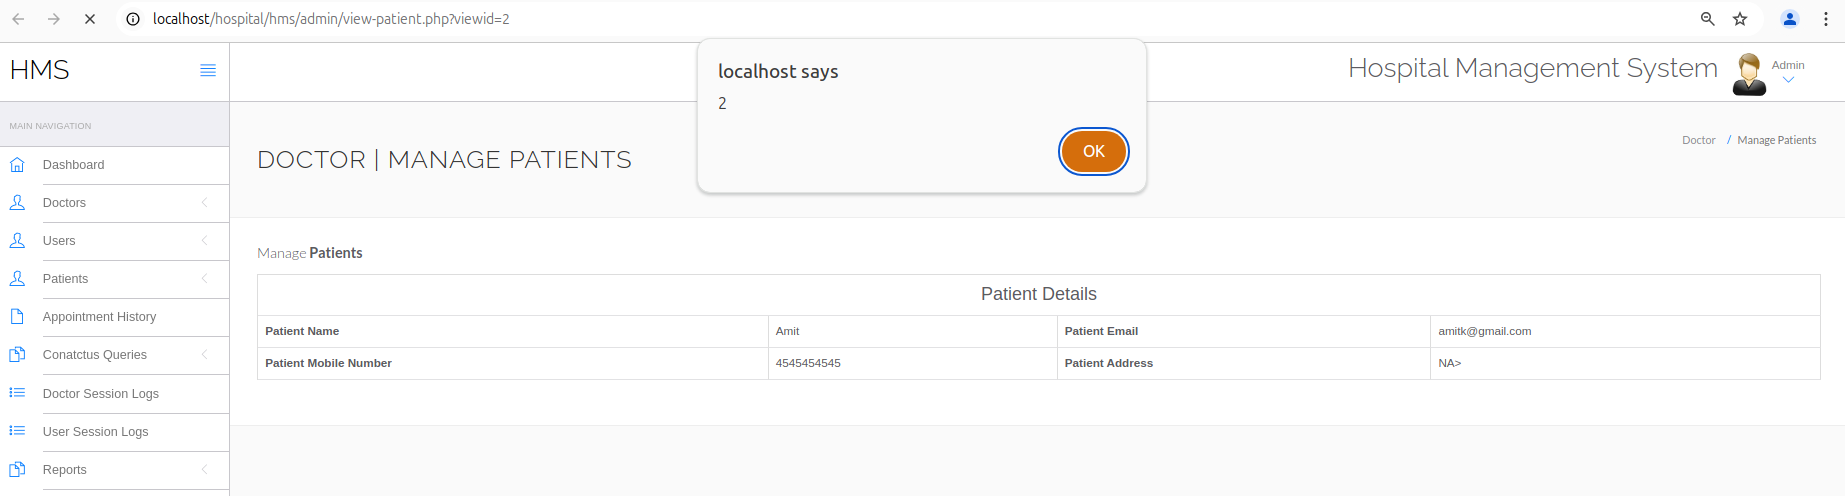 localhost/hospital/hms/admin/view-patient.php?viewid=2
localhost says
2
OK
HMS
Hospital Management System
Admin
MAIN NAVIGATION
Dashboard
Doctors
Users
Patients
Appointment History
Conatctus Queries
Doctor Session Logs
User Session Logs
Reports
DOCTOR | MANAGE PATIENTS
Doctor / Manage Patients
Manage Patients
Patient Details
Patient Name Amit Patient Email amitk@gmail.com
Patient Mobile Number 4545454545 Patient Address NA>